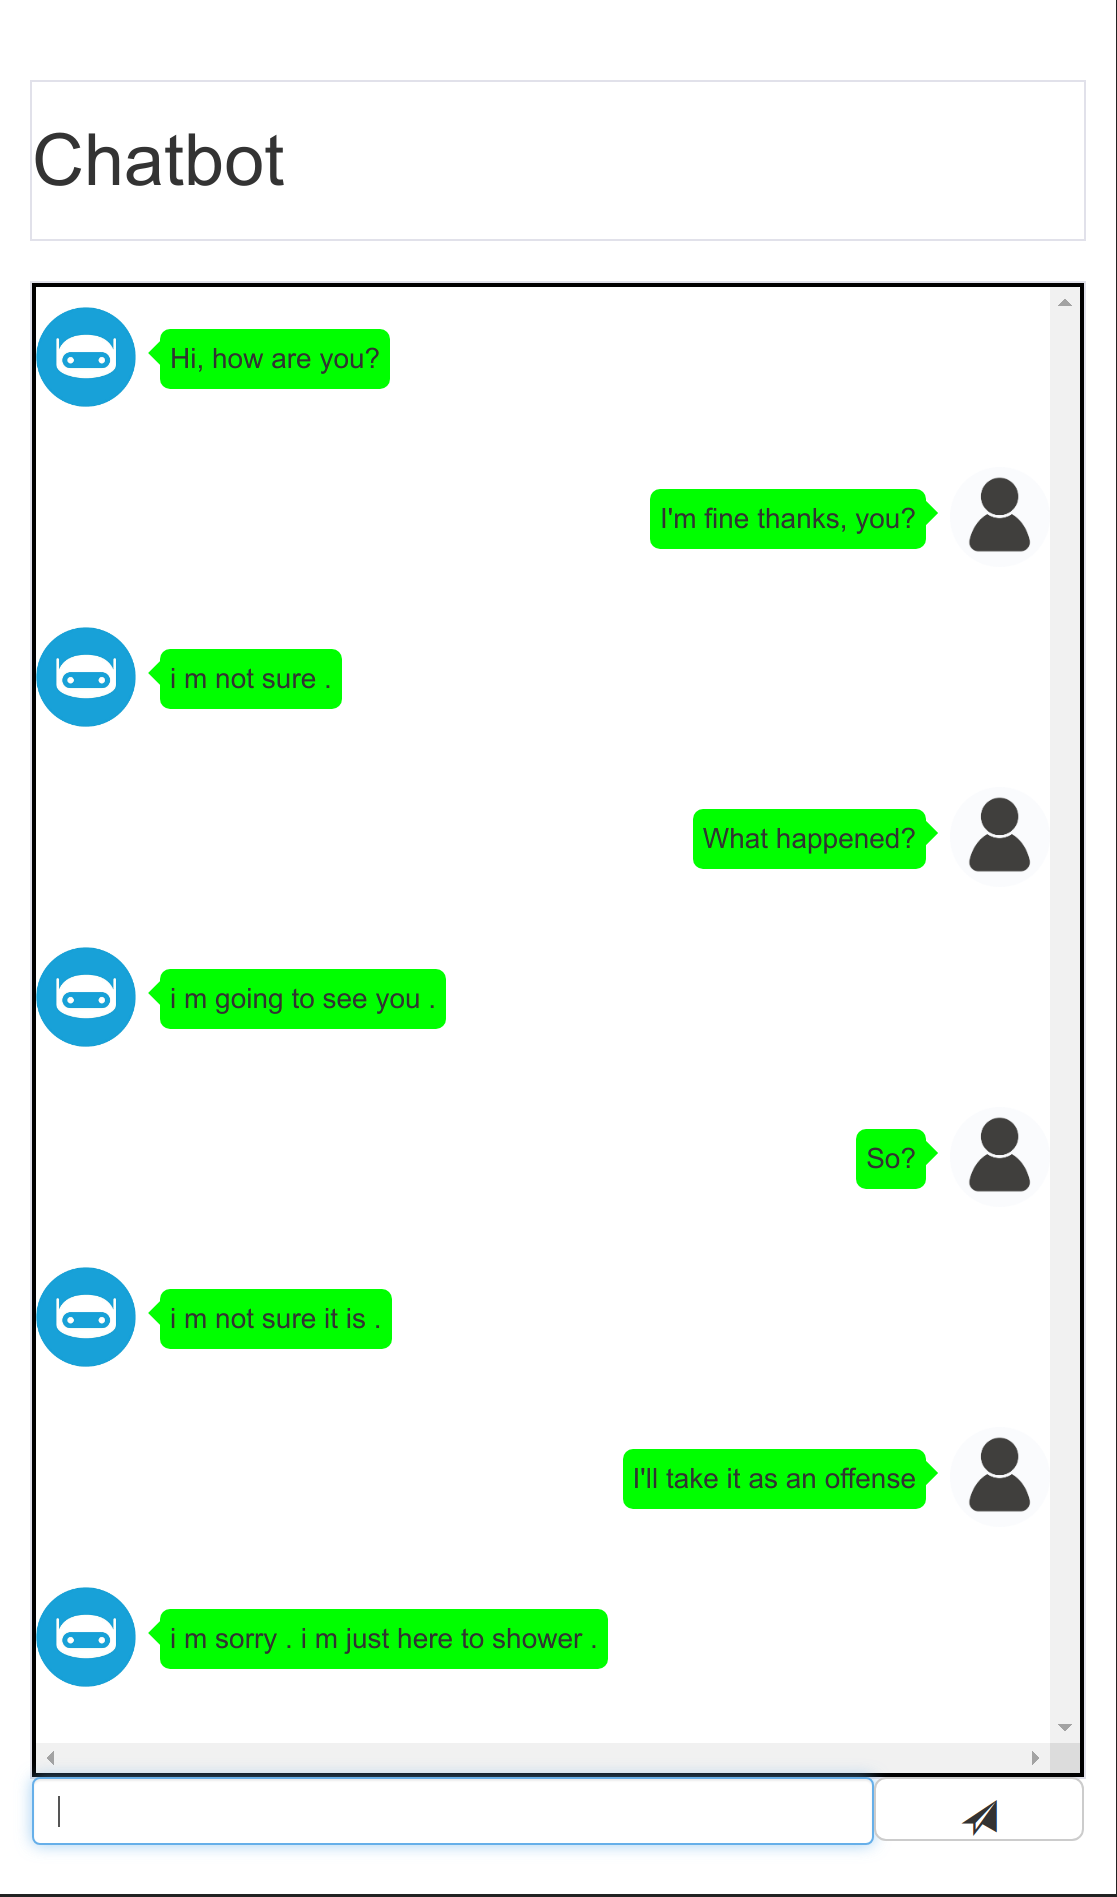 Chatbot
Hi, how are you?
I'm fine thanks, you?
i m not sure .
What happened?
i m going to see you .
So?
i m not sure it is .
I'll take it as an offense
i m sorry . i m just here to shower .